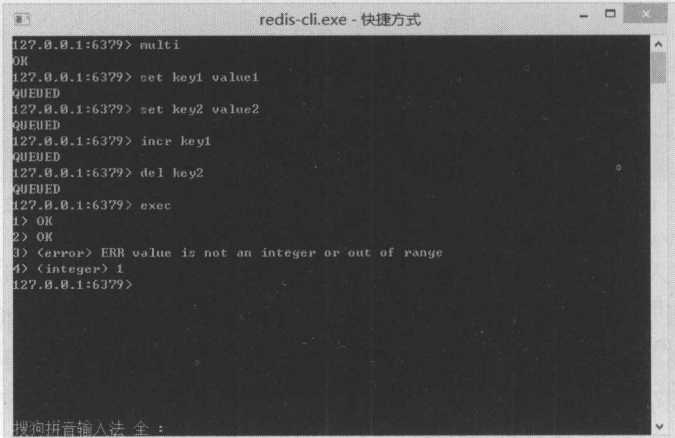 redis-cli.exe - 快捷方式
127.0.0.1:6379> multi
OK
127.0.0.1:6379> set key1 value1
QUEUED
127.0.0.1:6379> set key2 value2
QUEUED
127.0.0.1:6379> incr key1
QUEUED
127.0.0.1:6379> del key2
QUEUED
127.0.0.1:6379> exec
1) OK
2) OK
3) (error) ERR value is not an integer or out of range
4) (integer) 1
127.0.0.1:6379>
搜狗拼音输入法 全 :